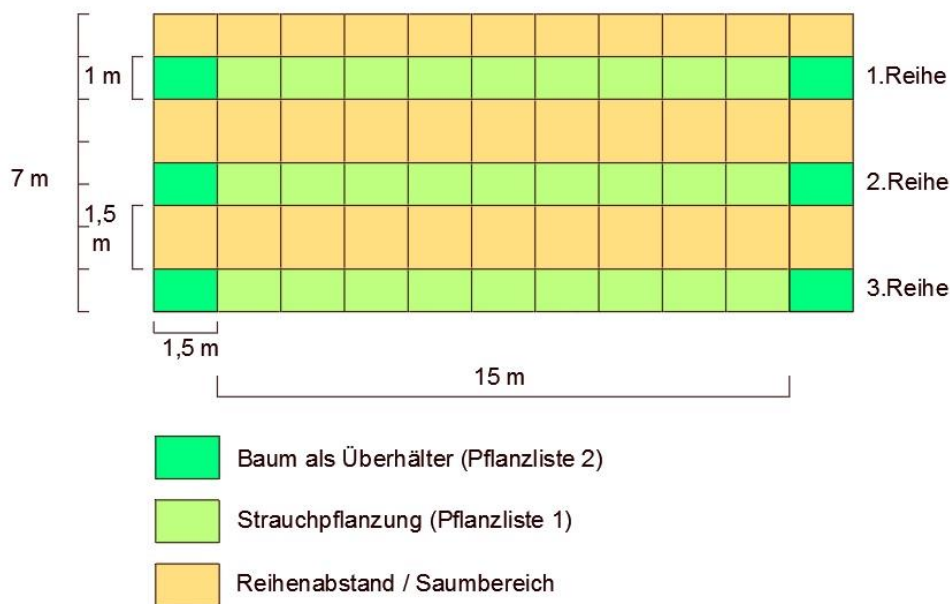 1 m
1.Reihe
7 m
2.Reihe
1,5
m
3.Reihe
1,5 m
15 m
Baum als Überhälter (Pflanzliste 2)
Strauchpflanzung (Pflanzliste 1)
Reihenabstand / Saumbereich